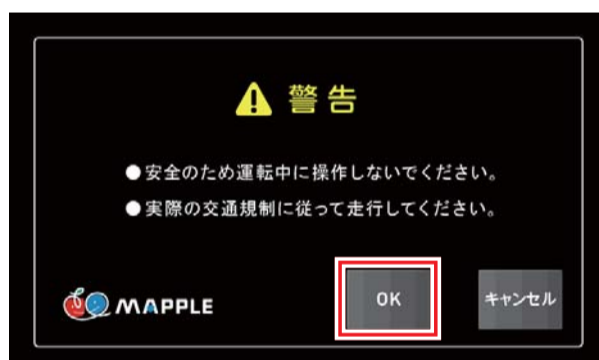 警告
●安全のため運転中に操作しないでください。
●実際の交通規制に従って走行してください。
MAPPLE
OK
キャンセル